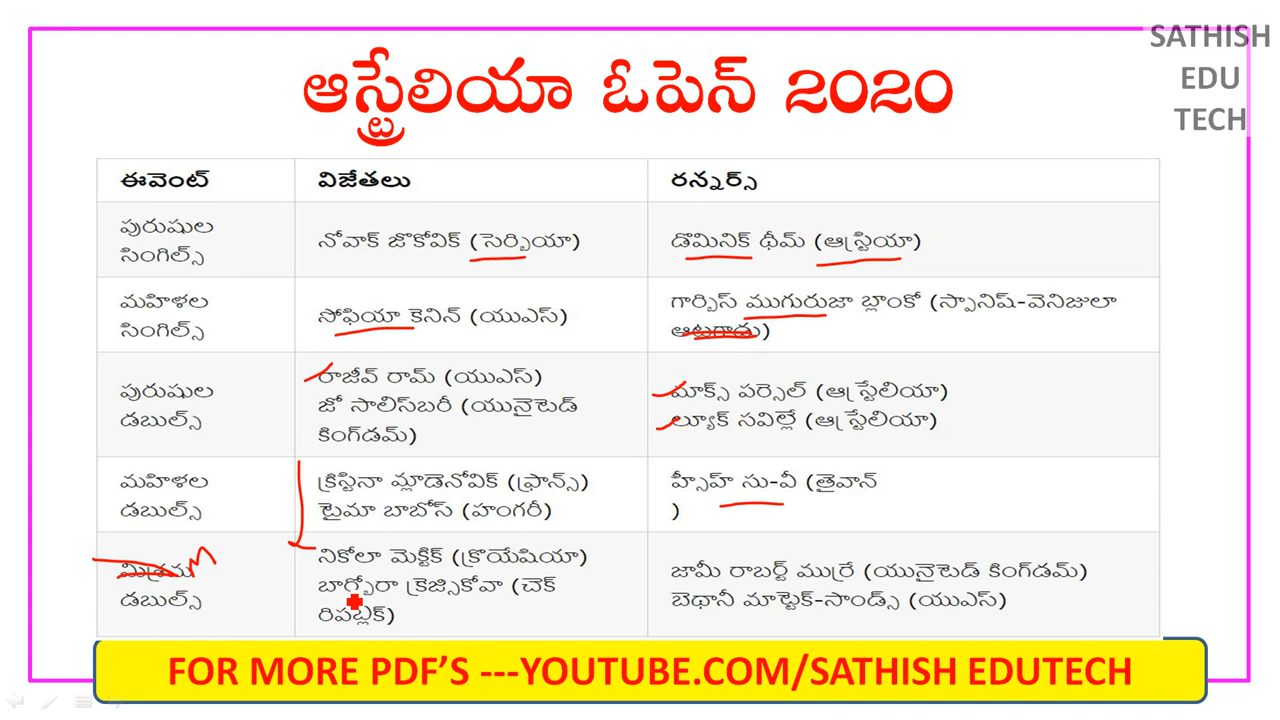 SATHISH
EDU
TECH
ఆస్ట్రేలియా ఓపెన్ 2020
ఈవెంట్ విజేతలు రన్నర్స్
పురుషుల
సింగిల్స్
నోవాక్ జొకోవిక్ (సెర్బియా)
డొమినిక్ థీమ్ (ఆస్ట్రియా)
మహిళల
సింగిల్స్
సోఫియా కెనిన్ (యుఎస్)
గార్బిస్ ముగురుజా బ్లాంకో (స్పానిష్-వెనిజులా
ఆటగాడు)
పురుషుల
డబుల్స్
రాజీవ్ రామ్ (యుఎస్)
జో సాలిస్‌బరీ (యునైటెడ్
కింగ్‌డమ్)
మాక్స్ పర్సెల్ (ఆస్ట్రేలియా)
ల్యూక్ సవిల్లే (ఆస్ట్రేలియా)
మహిళల
డబుల్స్
క్రిస్టినా మ్లాడెనోవిక్ (ఫ్రాన్స్)
టైమా బాబోస్ (హంగరీ)
హ్సీహ్ సు-వీ (తైవాన్
)
డబుల్స్
నికోలా మెక్టిక్ (క్రొయేషియా)
బార్బోరా క్రెజ్సికోవా (చెక్
రిపబ్లిక్)
జామీ రాబర్ట్ ముర్రే (యునైటెడ్ కింగ్‌డమ్)
బెథానీ మాట్టెక్-సాండ్స్ (యుఎస్)
FOR MORE PDF’S ---YOUTUBE.COM/SATHISH EDUTECH